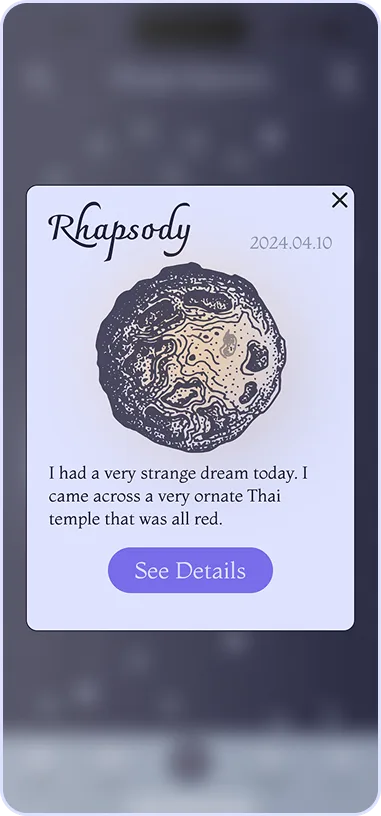 Rhapsody
2024.04.10
I had a very strange dream today. I
came across a very ornate Thai
temple that was all red.
See Details